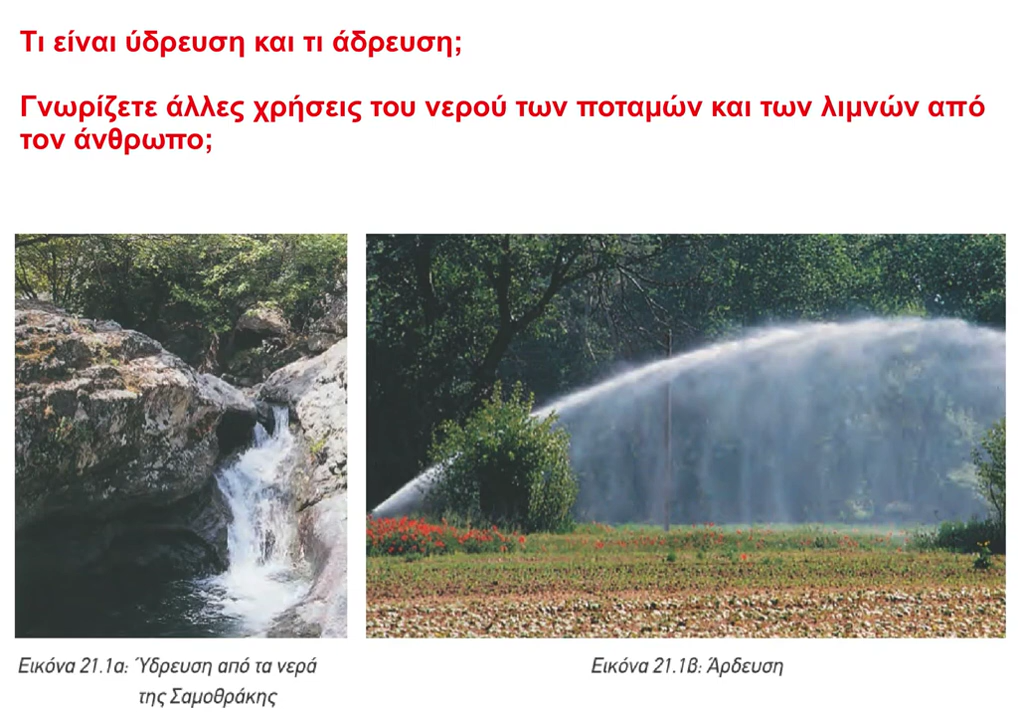 Τι είναι ύδρευση και τι άδρευση;
Γνωρίζετε άλλες χρήσεις του νερού των ποταμών και των λιμνών από
τον άνθρωπο;
Εικόνα 21.1α: Ύδρευση από τα νερά
της Σαμοθράκης
Εικόνα 21.1β: Άρδευση